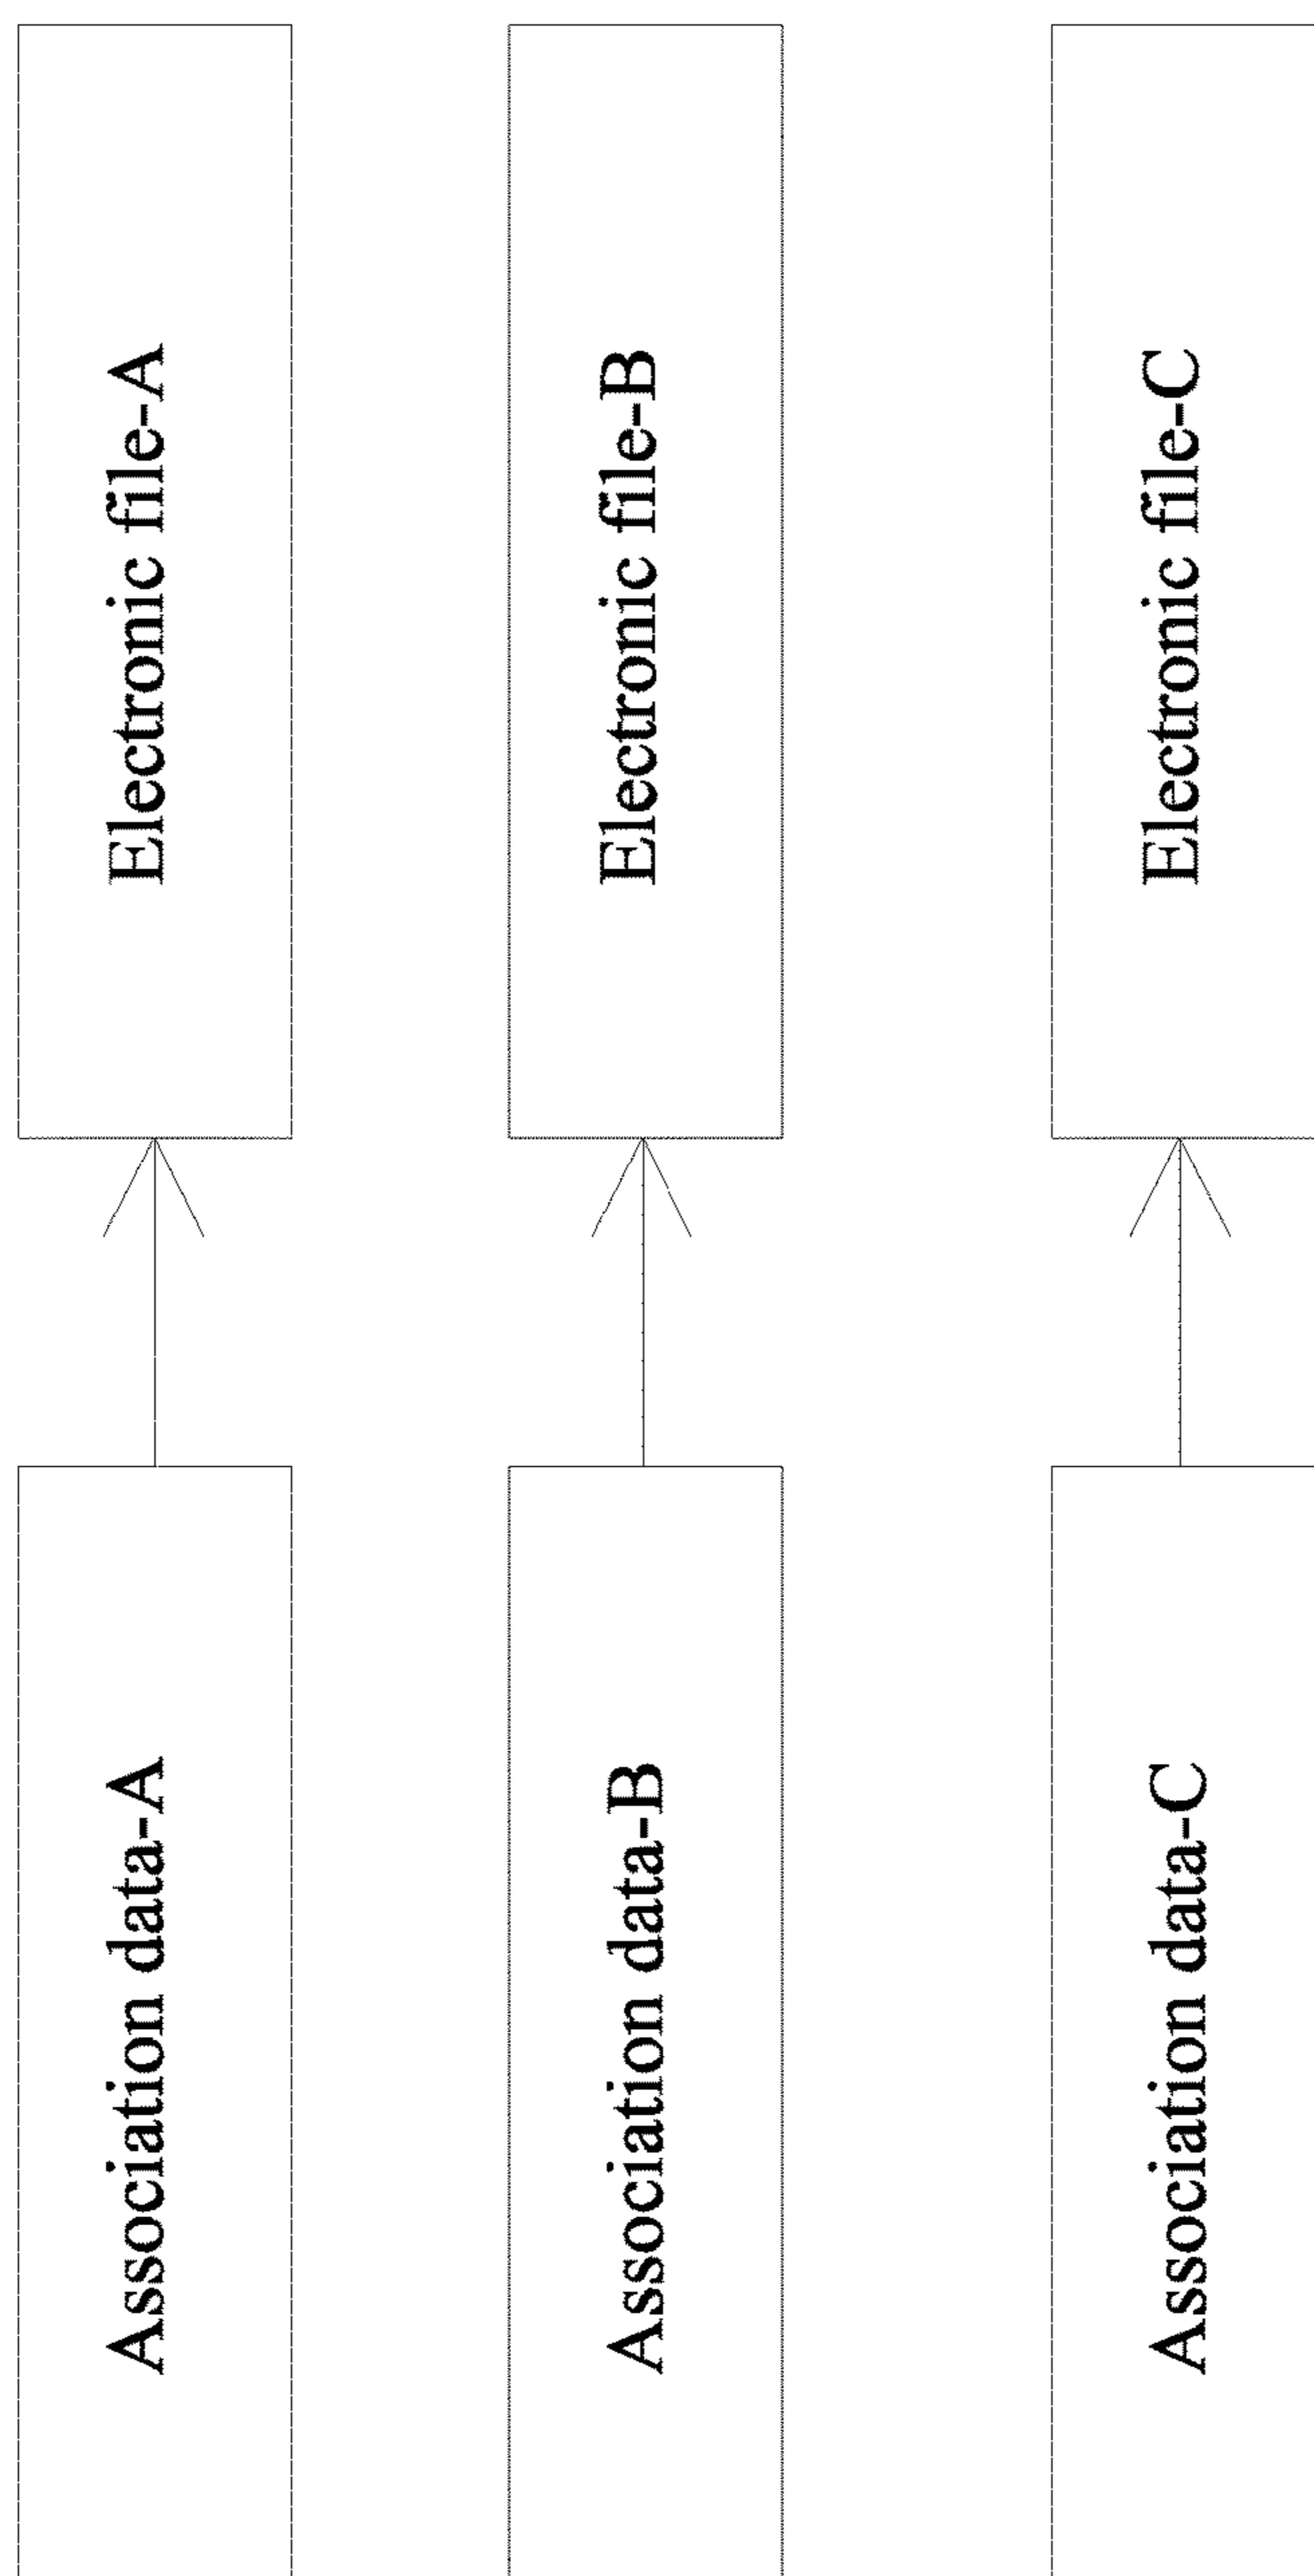 Association data-A
Electronic file-A
Association data-B
Electronic file-B
Association data-C
Electronic file-C